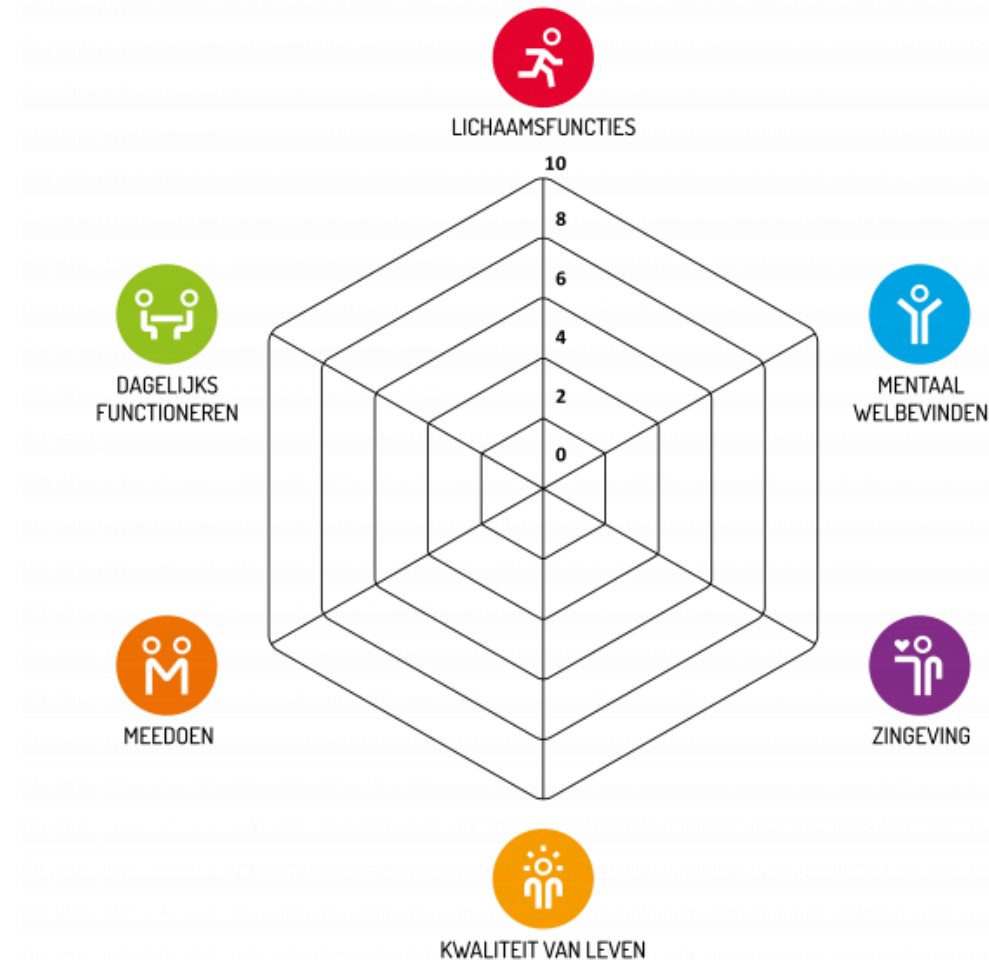 LICHAAMSFUNCTIES
10
8
6
4
2
0
DAGELIJKS
FUNCTIONEREN
MENTAAL
WELBEVINDEN
MEEDOEN
ZINGEVING
KWALITEIT VAN LEVEN